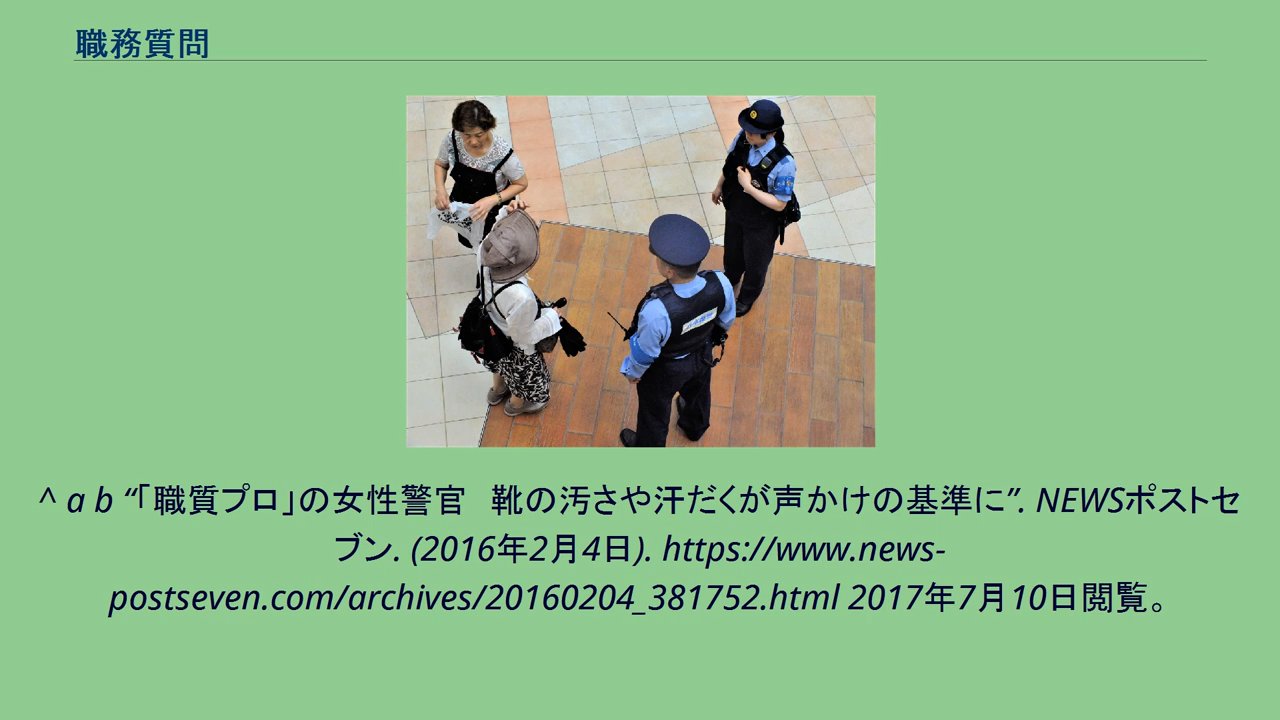 職務質問
^ a b “「職質プロ」の女性警官　靴の汚さや汗だくが声かけの基準に”. NEWSポストセ
ブン. (2016年2月4日). https://www.news-
postseven.com/archives/20160204_381752.html 2017年7月10日閲覧。